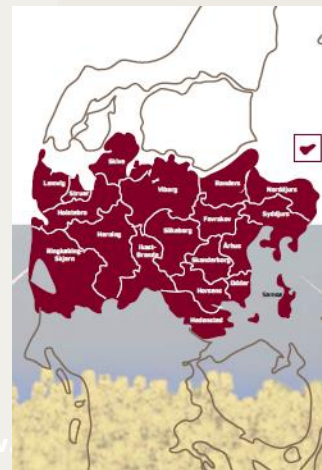 Skive
Lemvig
Struer
Viborg
Randers
Norddjurs
Holstebro
Favrskov
Syddjurs
Herning
Silkeborg
Århus
Ringkøbing-
Skjern
Ikast-
Brande
Skanderborg
Odder
Horsens
Samsø
Hedensted